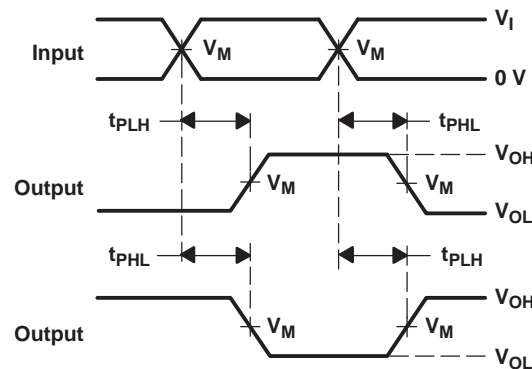 V_I
Input V_M V_M
0 V
t_PLH t_PHL
V_OH
Output V_M V_M
V_OL
t_PHL t_PLH
V_OH
Output V_M V_M
V_OL